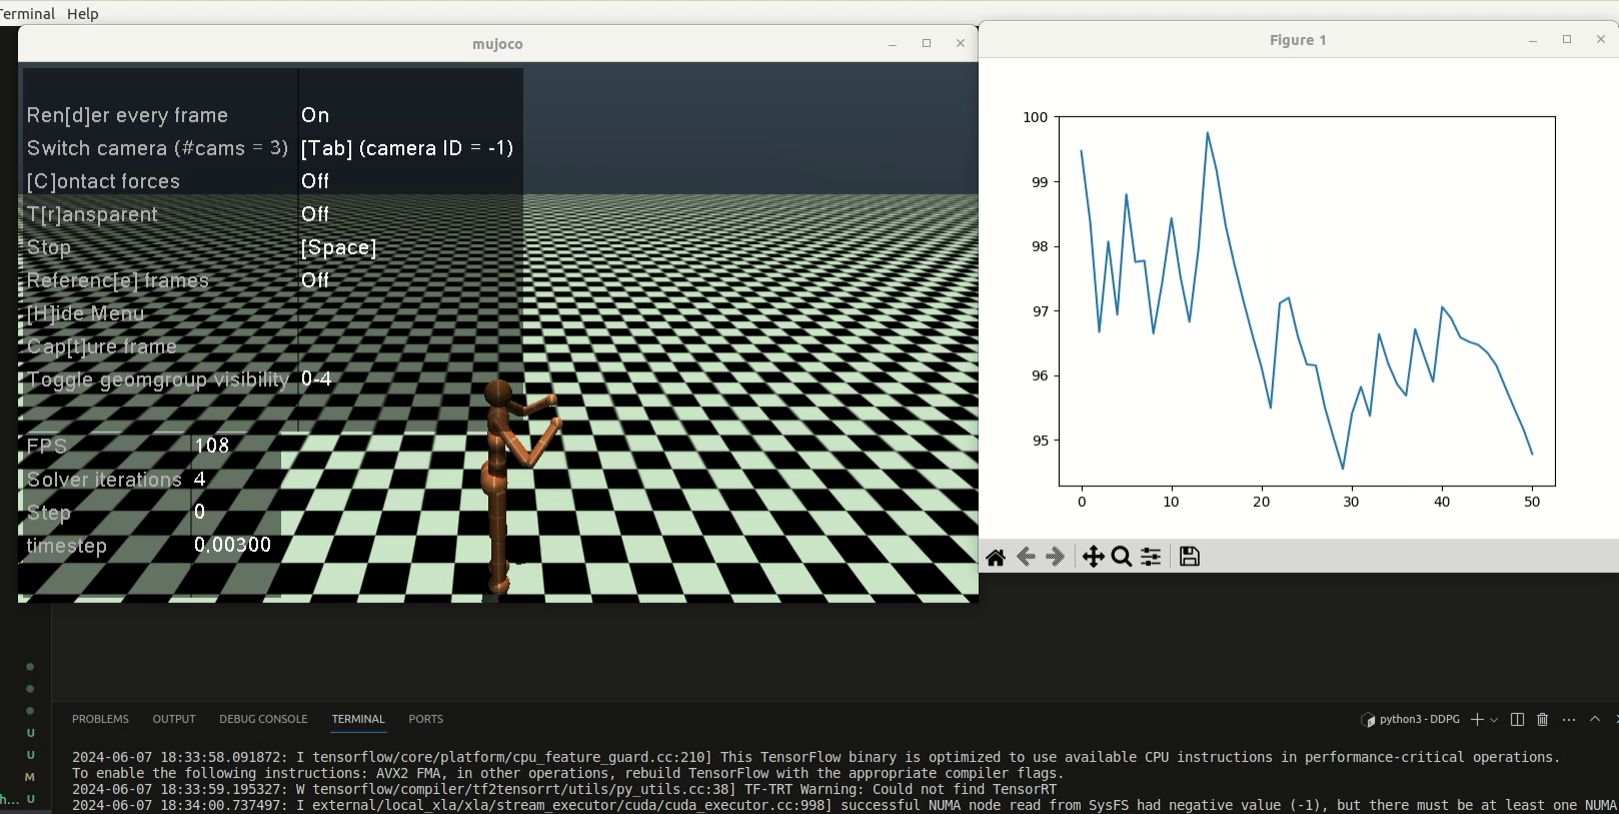 Terminal Help
mujoco
Ren[d]er every frame On
Switch camera (#cams = 3) [Tab] (camera ID = -1)
[C]ontact forces Off
T[r]ansparent Off
Stop [Space]
Referenc[e] frames Off
[H]ide Menu
Cap[t]ure frame
Toggle geomgroup visibility 0-4
FPS 108
Solver iterations 4
Step 0
timestep 0.00300
Figure 1
100
99
98
97
96
95
0 10 20 30 40 50
PROBLEMS OUTPUT DEBUG CONSOLE TERMINAL PORTS
python3 - DDPG
U
U
M
h... U
2024-06-07 18:33:58.091872: I tensorflow/core/platform/cpu_feature_guard.cc:210] This TensorFlow binary is optimized to use available CPU instructions in performance-critical operations.
To enable the following instructions: AVX2 FMA, in other operations, rebuild TensorFlow with the appropriate compiler flags.
2024-06-07 18:33:59.195327: W tensorflow/compiler/tf2tensorrt/utils/py_utils.cc:38] TF-TRT Warning: Could not find TensorRT
2024-06-07 18:34:00.737497: I external/local_xla/xla/stream_executor/cuda/cuda_executor.cc:998] successful NUMA node read from SysFS had negative value (-1), but there must be at least one NUMA